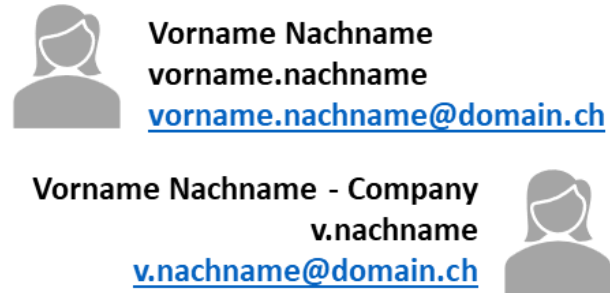 Vorname Nachname
vorname.nachname
vorname.nachname@domain.ch
Vorname Nachname - Company
v.nachname
v.nachname@domain.ch